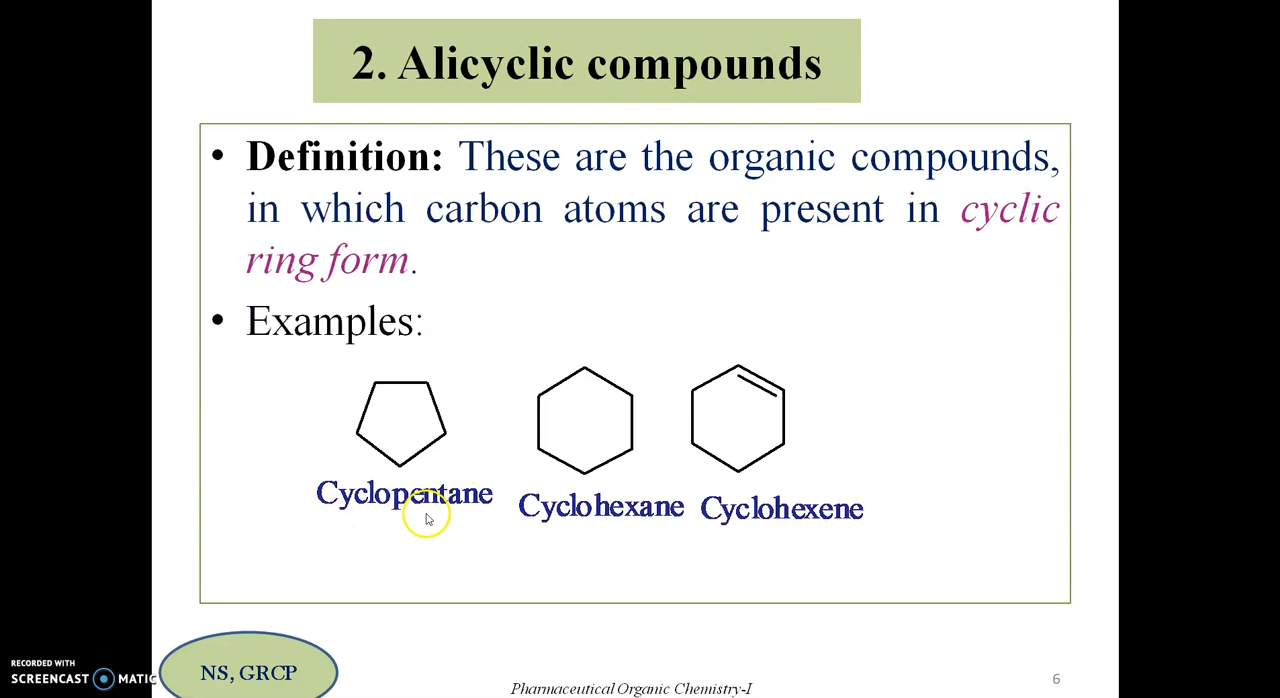 2. Alicyclic compounds
• Definition: These are the organic compounds,
in which carbon atoms are present in cyclic
ring form.
• Examples:
Cyclopentane
Cyclohexane
Cyclohexene
RECORDED WITH
SCREENCAST MATIC
NS, GRCP
Pharmaceutical Organic Chemistry-I
6